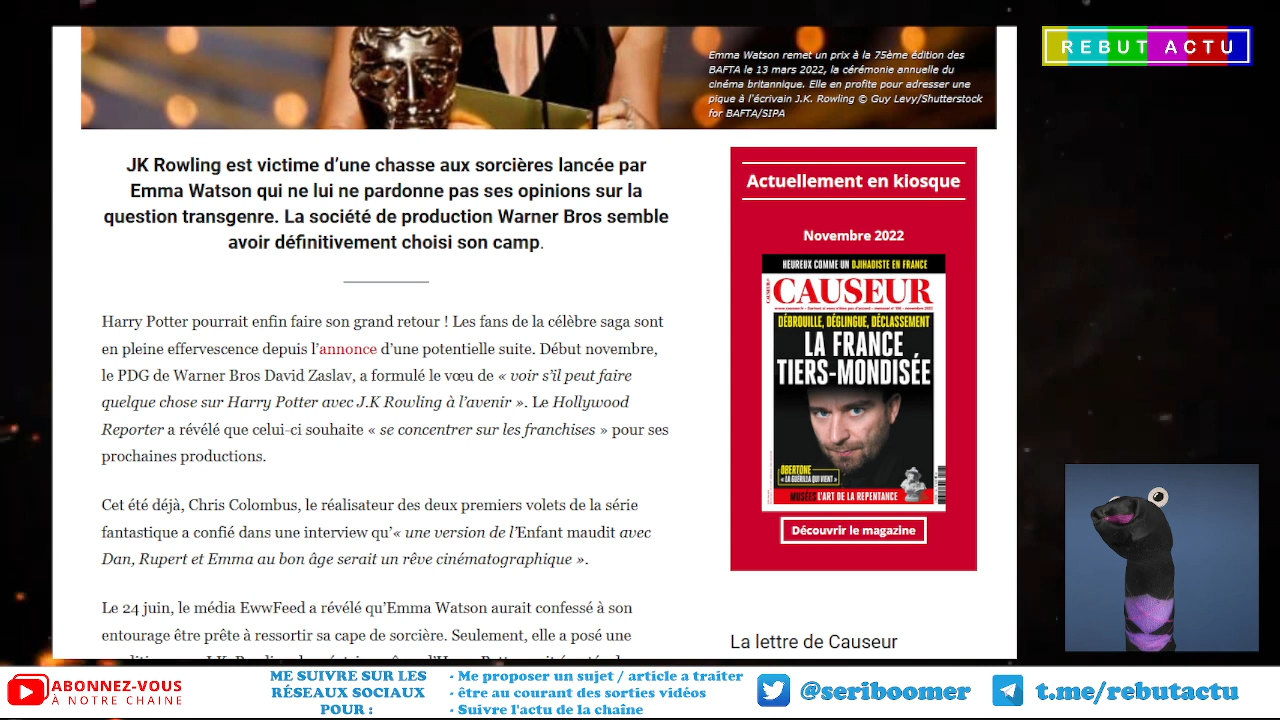 Emma Watson remet un prix à la 75ème édition des
BAFTA le 13 mars 2022, la cérémonie annuelle du
cinéma britannique. Elle en profite pour adresser une
pique à l'écrivain J.K. Rowling © Guy Levy/Shutterstock
for BAFTA/SIPA
REBUT ACTU
JK Rowling est victime d’une chasse aux sorcières lancée par
Emma Watson qui ne lui ne pardonne pas ses opinions sur la
question transgenre. La société de production Warner Bros semble
avoir définitivement choisi son camp.
Harry Potter pourrait enfin faire son grand retour ! Les fans de la célèbre saga sont
en pleine effervescence depuis l’annonce d’une potentielle suite. Début novembre,
le PDG de Warner Bros David Zaslav, a formulé le vœu de « voir s’il peut faire
quelque chose sur Harry Potter avec J.K Rowling à l’avenir ». Le Hollywood
Reporter a révélé que celui-ci souhaite « se concentrer sur les franchises » pour ses
prochaines productions.
Cet été déjà, Chris Colombus, le réalisateur des deux premiers volets de la série
fantastique a confié dans une interview qu’« une version de l’Enfant maudit avec
Dan, Rupert et Emma au bon âge serait un rêve cinématographique ».
Le 24 juin, le média EwwFeed a révélé qu’Emma Watson aurait confessé à son
entourage être prête à ressortir sa cape de sorcière. Seulement, elle a posé une
Actuellement en kiosque
Novembre 2022
HEUREUX COMME UN DJIHADISTE EN FRANCE
CAUSEUR
DÉBROUILLE, DÉGLINGUE, DÉCLASSEMENT
LA FRANCE
TIERS-MONDISÉE
OBERTONE
« LA GUÉRILLA QUI VIENT »
MUSÉES L'ART DE LA REPENTANCE
Découvrir le magazine
La lettre de Causeur
ABONNEZ-VOUS
À NOTRE CHAINE
ME SUIVRE SUR LES
RÉSEAUX SOCIAUX
POUR :
- Me proposer un sujet / article a traiter
- être au courant des sorties vidéos
- Suivre l'actu de la chaîne
@seriboomer
t.me/rebutactu